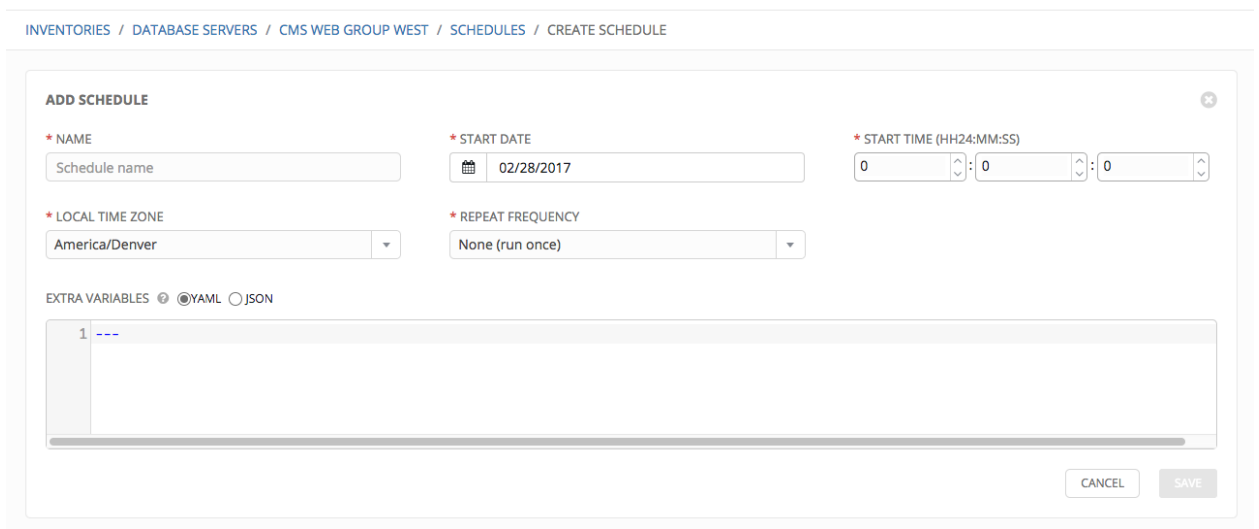 INVENTORIES / DATABASE SERVERS / CMS WEB GROUP WEST / SCHEDULES / CREATE SCHEDULE
ADD SCHEDULE
* NAME
* START DATE
* START TIME (HH24:MM:SS)
Schedule name
02/28/2017
0 : 0 : 0
* LOCAL TIME ZONE
* REPEAT FREQUENCY
America/Denver
None (run once)
EXTRA VARIABLES ? YAML JSON
1 ---
CANCEL SAVE